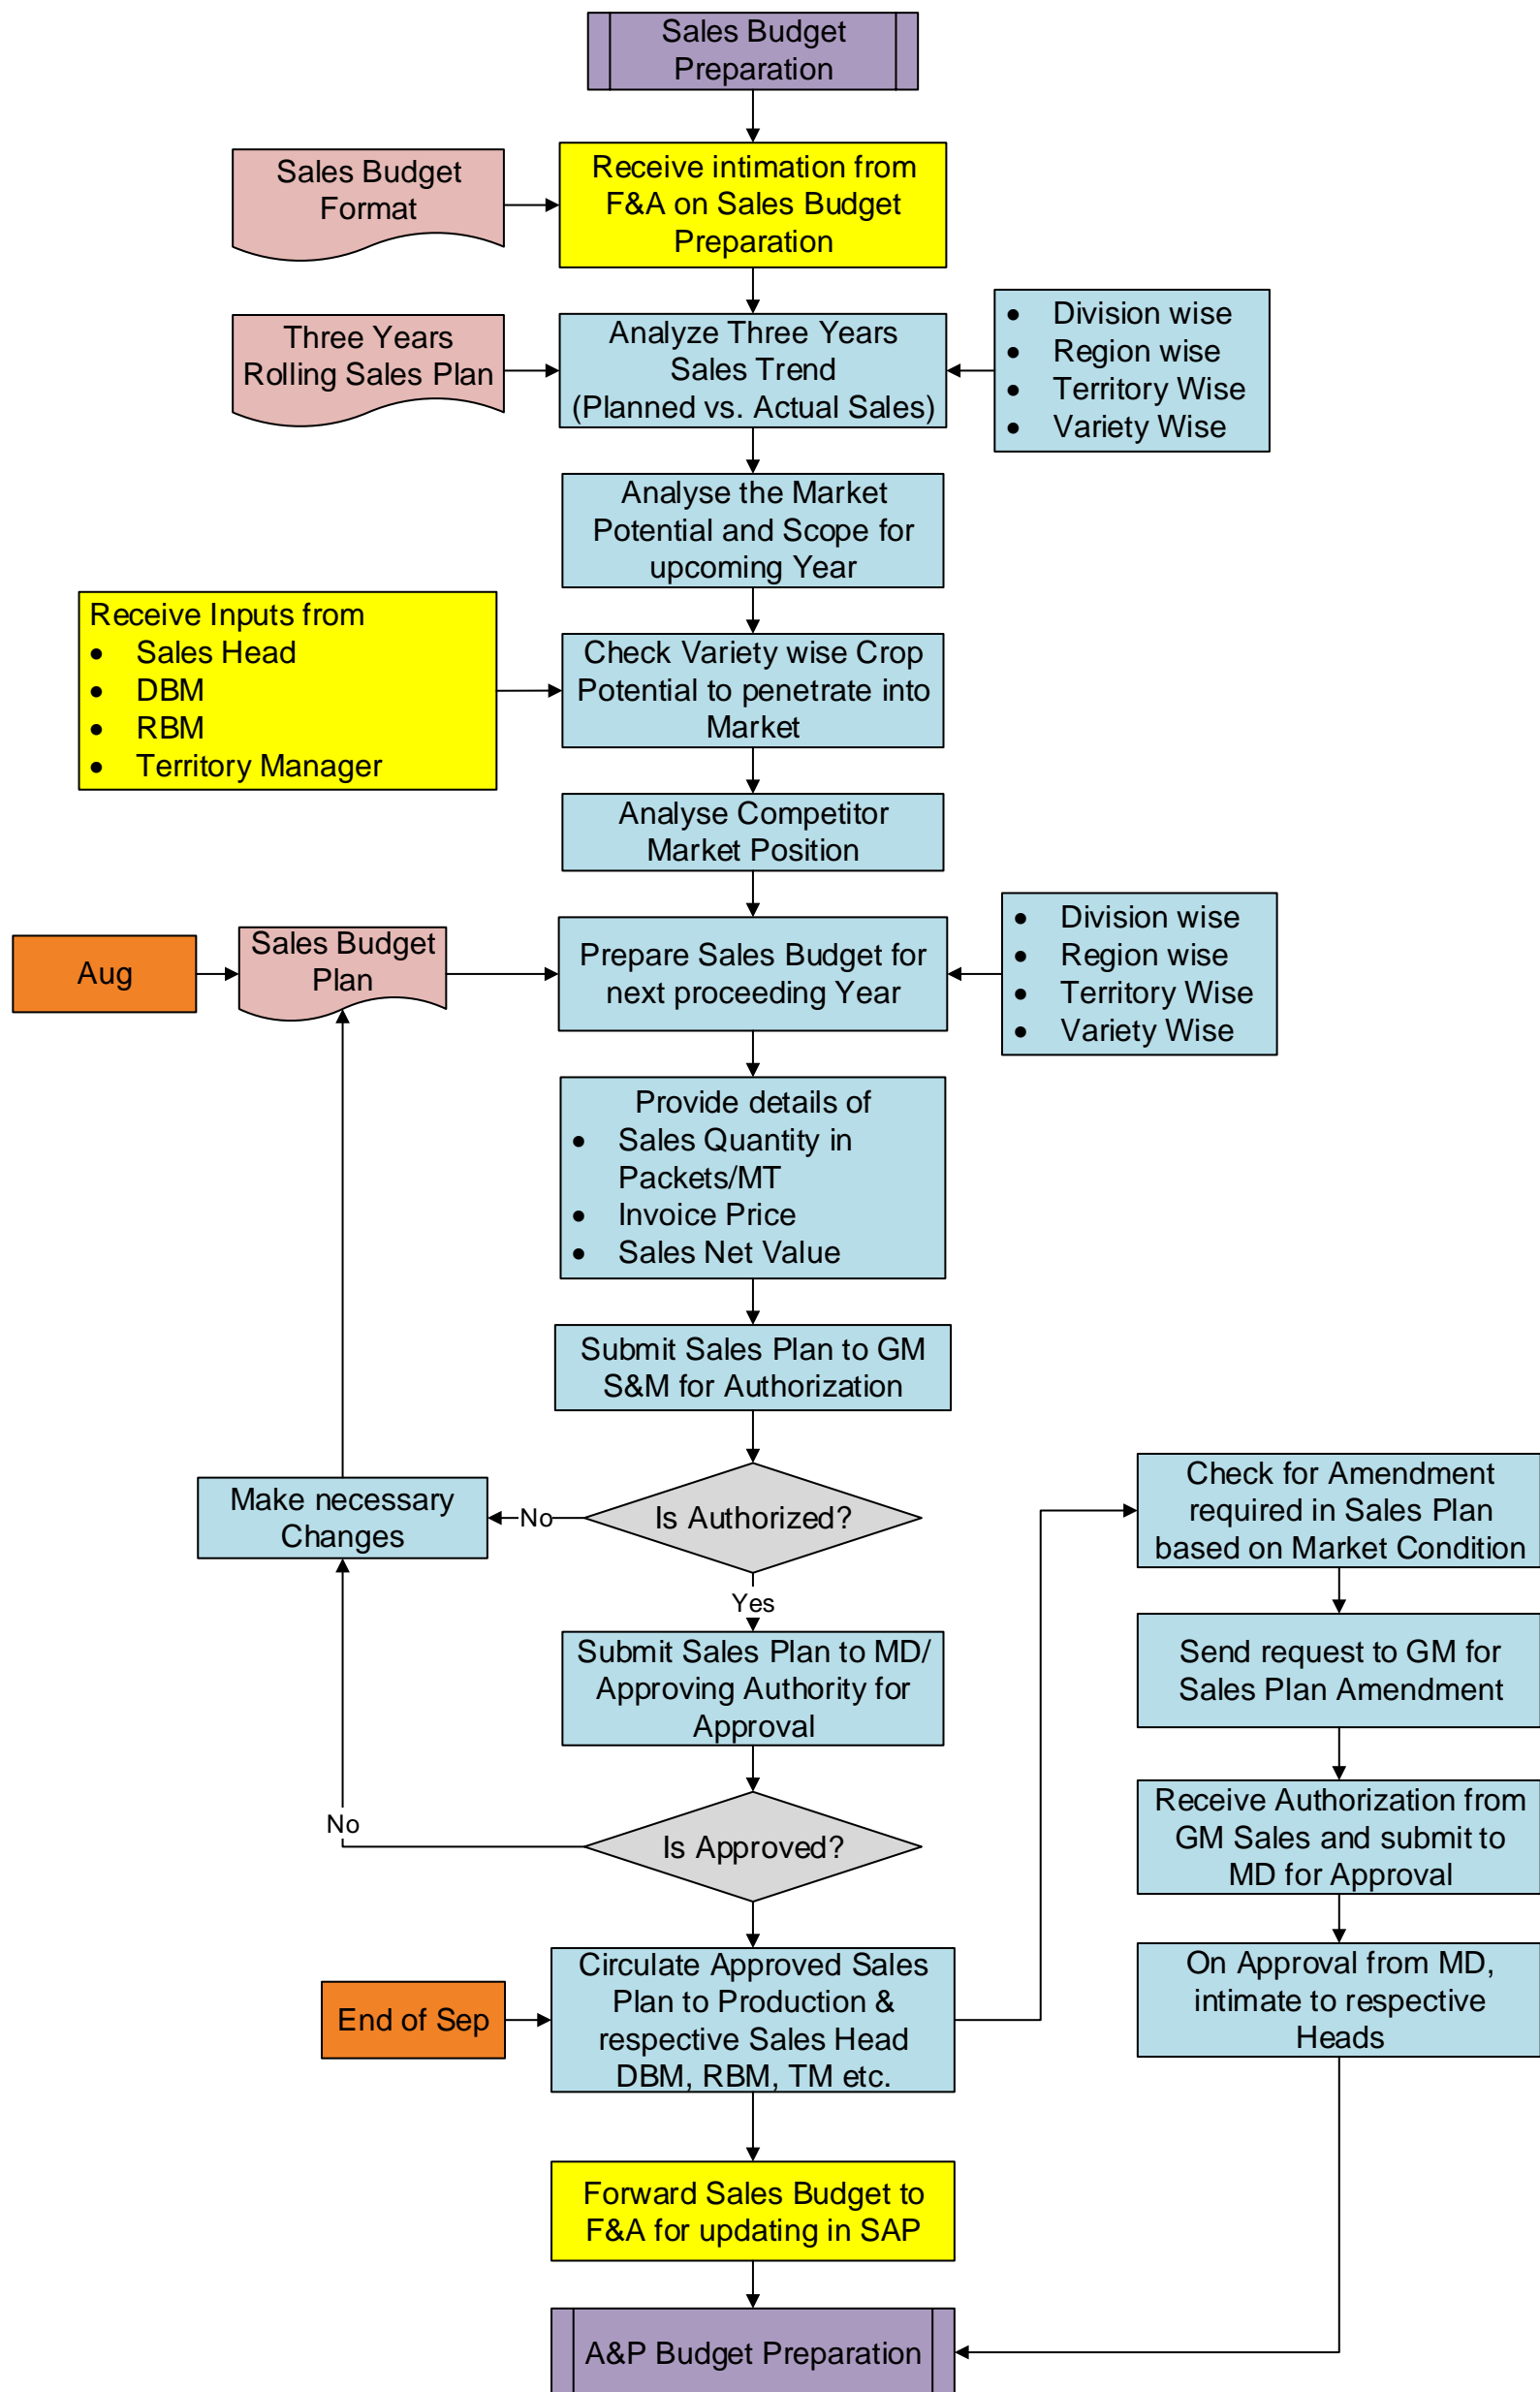 Sales Budget
Preparation
Sales Budget
Format
Receive intimation from
F&A on Sales Budget
Preparation
Three Years
Rolling Sales Plan
Analyze Three Years
Sales Trend
(Planned vs. Actual Sales)
• Division wise
• Region wise
• Territory Wise
• Variety Wise
Analyse the Market
Potential and Scope for
upcoming Year
Receive Inputs from
• Sales Head
• DBM
• RBM
• Territory Manager
Check Variety wise Crop
Potential to penetrate into
Market
Analyse Competitor
Market Position
Aug
Sales Budget
Plan
Prepare Sales Budget for
next proceeding Year
• Division wise
• Region wise
• Territory Wise
• Variety Wise
Provide details of
• Sales Quantity in
Packets/MT
• Invoice Price
• Sales Net Value
Submit Sales Plan to GM
S&M for Authorization
Make necessary
Changes
No
Is Authorized?
Yes
Submit Sales Plan to MD/
Approving Authority for
Approval
No
Is Approved?
End of Sep
Circulate Approved Sales
Plan to Production &
respective Sales Head
DBM, RBM, TM etc.
Check for Amendment
required in Sales Plan
based on Market Condition
Send request to GM for
Sales Plan Amendment
Receive Authorization from
GM Sales and submit to
MD for Approval
On Approval from MD,
intimate to respective
Heads
Forward Sales Budget to
F&A for updating in SAP
A&P Budget Preparation